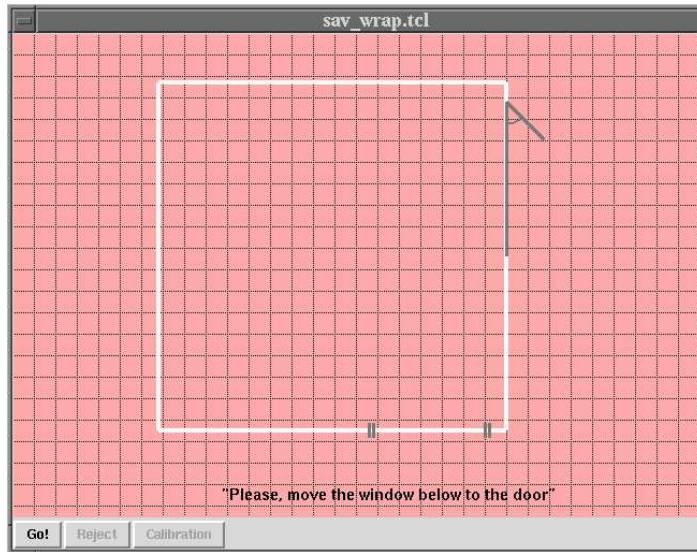 sav_wrap.tcl
"Please, move the window below to the door"
Go! Reject Calibration